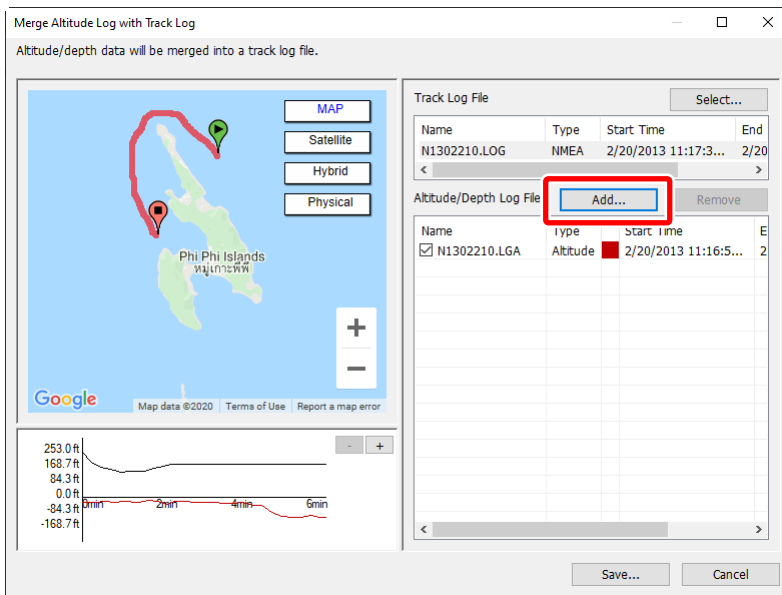 Merge Altitude Log with Track Log
Altitude/depth data will be merged into a track log file.
MAP
Satellite
Hybrid
Physical
Phi Phi Islands
หมู่เกาะพีพี
+
−
Google
Map data ©2020 Terms of Use Report a map error
- +
253.0 ft
168.7 ft
84.3 ft
0.0 ft
-84.3 ft
-168.7 ft
0min 2min 4min 6min
Track Log File Select...
Name Type Start Time End
N1302210.LOG NMEA 2/20/2013 11:17:3... 2/20
Altitude/Depth Log File Add... Remove
Name Type Start Time E
N1302210.LGA Altitude 2/20/2013 11:16:5... 2
Save... Cancel